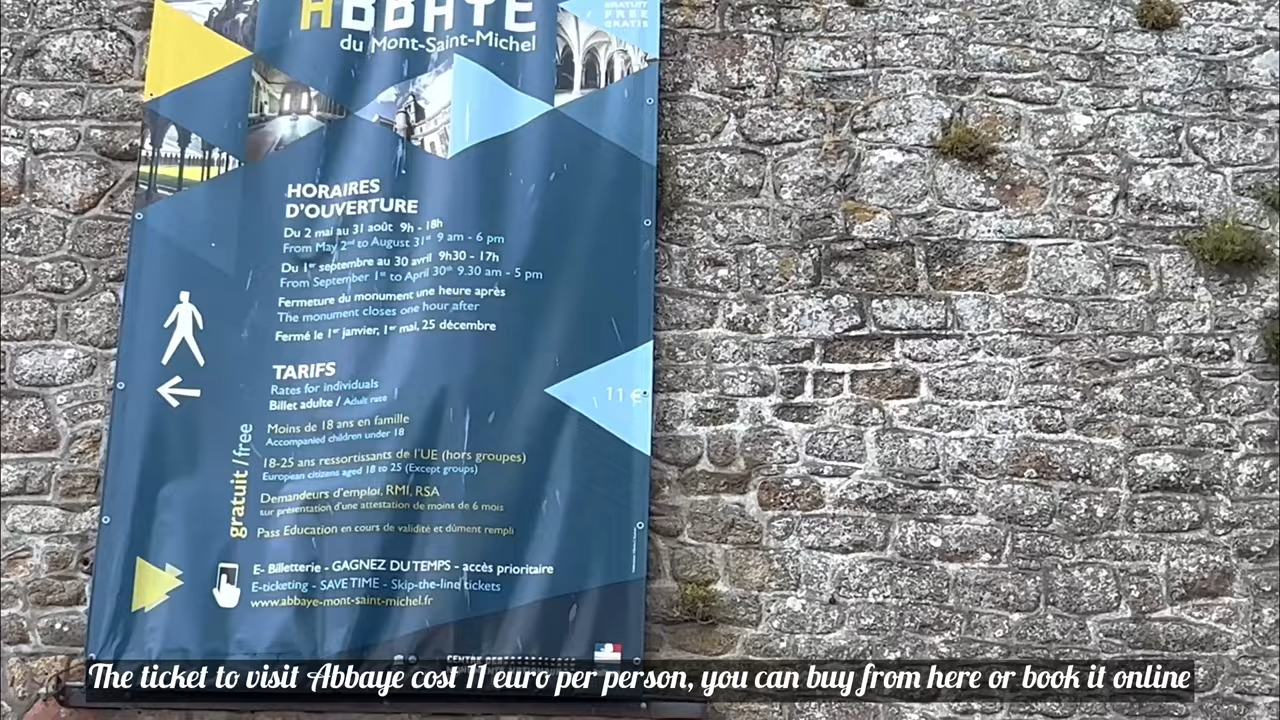 ABBAYE
du Mont-Saint-Michel
GRATUIT
FREE
GRATIS
HORAIRES
D'OUVERTURE
Du 2 mai au 31 août 9h - 18h
From May 2nd to August 31st 9 am - 6 pm
Du 1er septembre au 30 avril 9h30 - 17h
From September 1st to April 30th 9.30 am - 5 pm
Fermeture du monument une heure après
The monument closes one hour after
Fermé le 1er janvier, 1er mai, 25 décembre
TARIFS
Rates for individuals
Billet adulte / Adult rate
11 €
gratuit / free
Moins de 18 ans en famille
Accompanied children under 18
18-25 ans ressortissants de l'UE (hors groupes)
European citizens aged 18 to 25 (Except groups)
Demandeurs d'emploi, RMI, RSA
sur présentation d'une attestation de moins de 6 mois
Pass Education en cours de validité et dûment rempli
E- Billetterie - GAGNEZ DU TEMPS - accès prioritaire
E-ticketing - SAVE TIME - Skip-the-line tickets
www.abbaye-mont-saint-michel.fr
The ticket to visit Abbaye cost 11 euro per person, you can buy from here or book it online